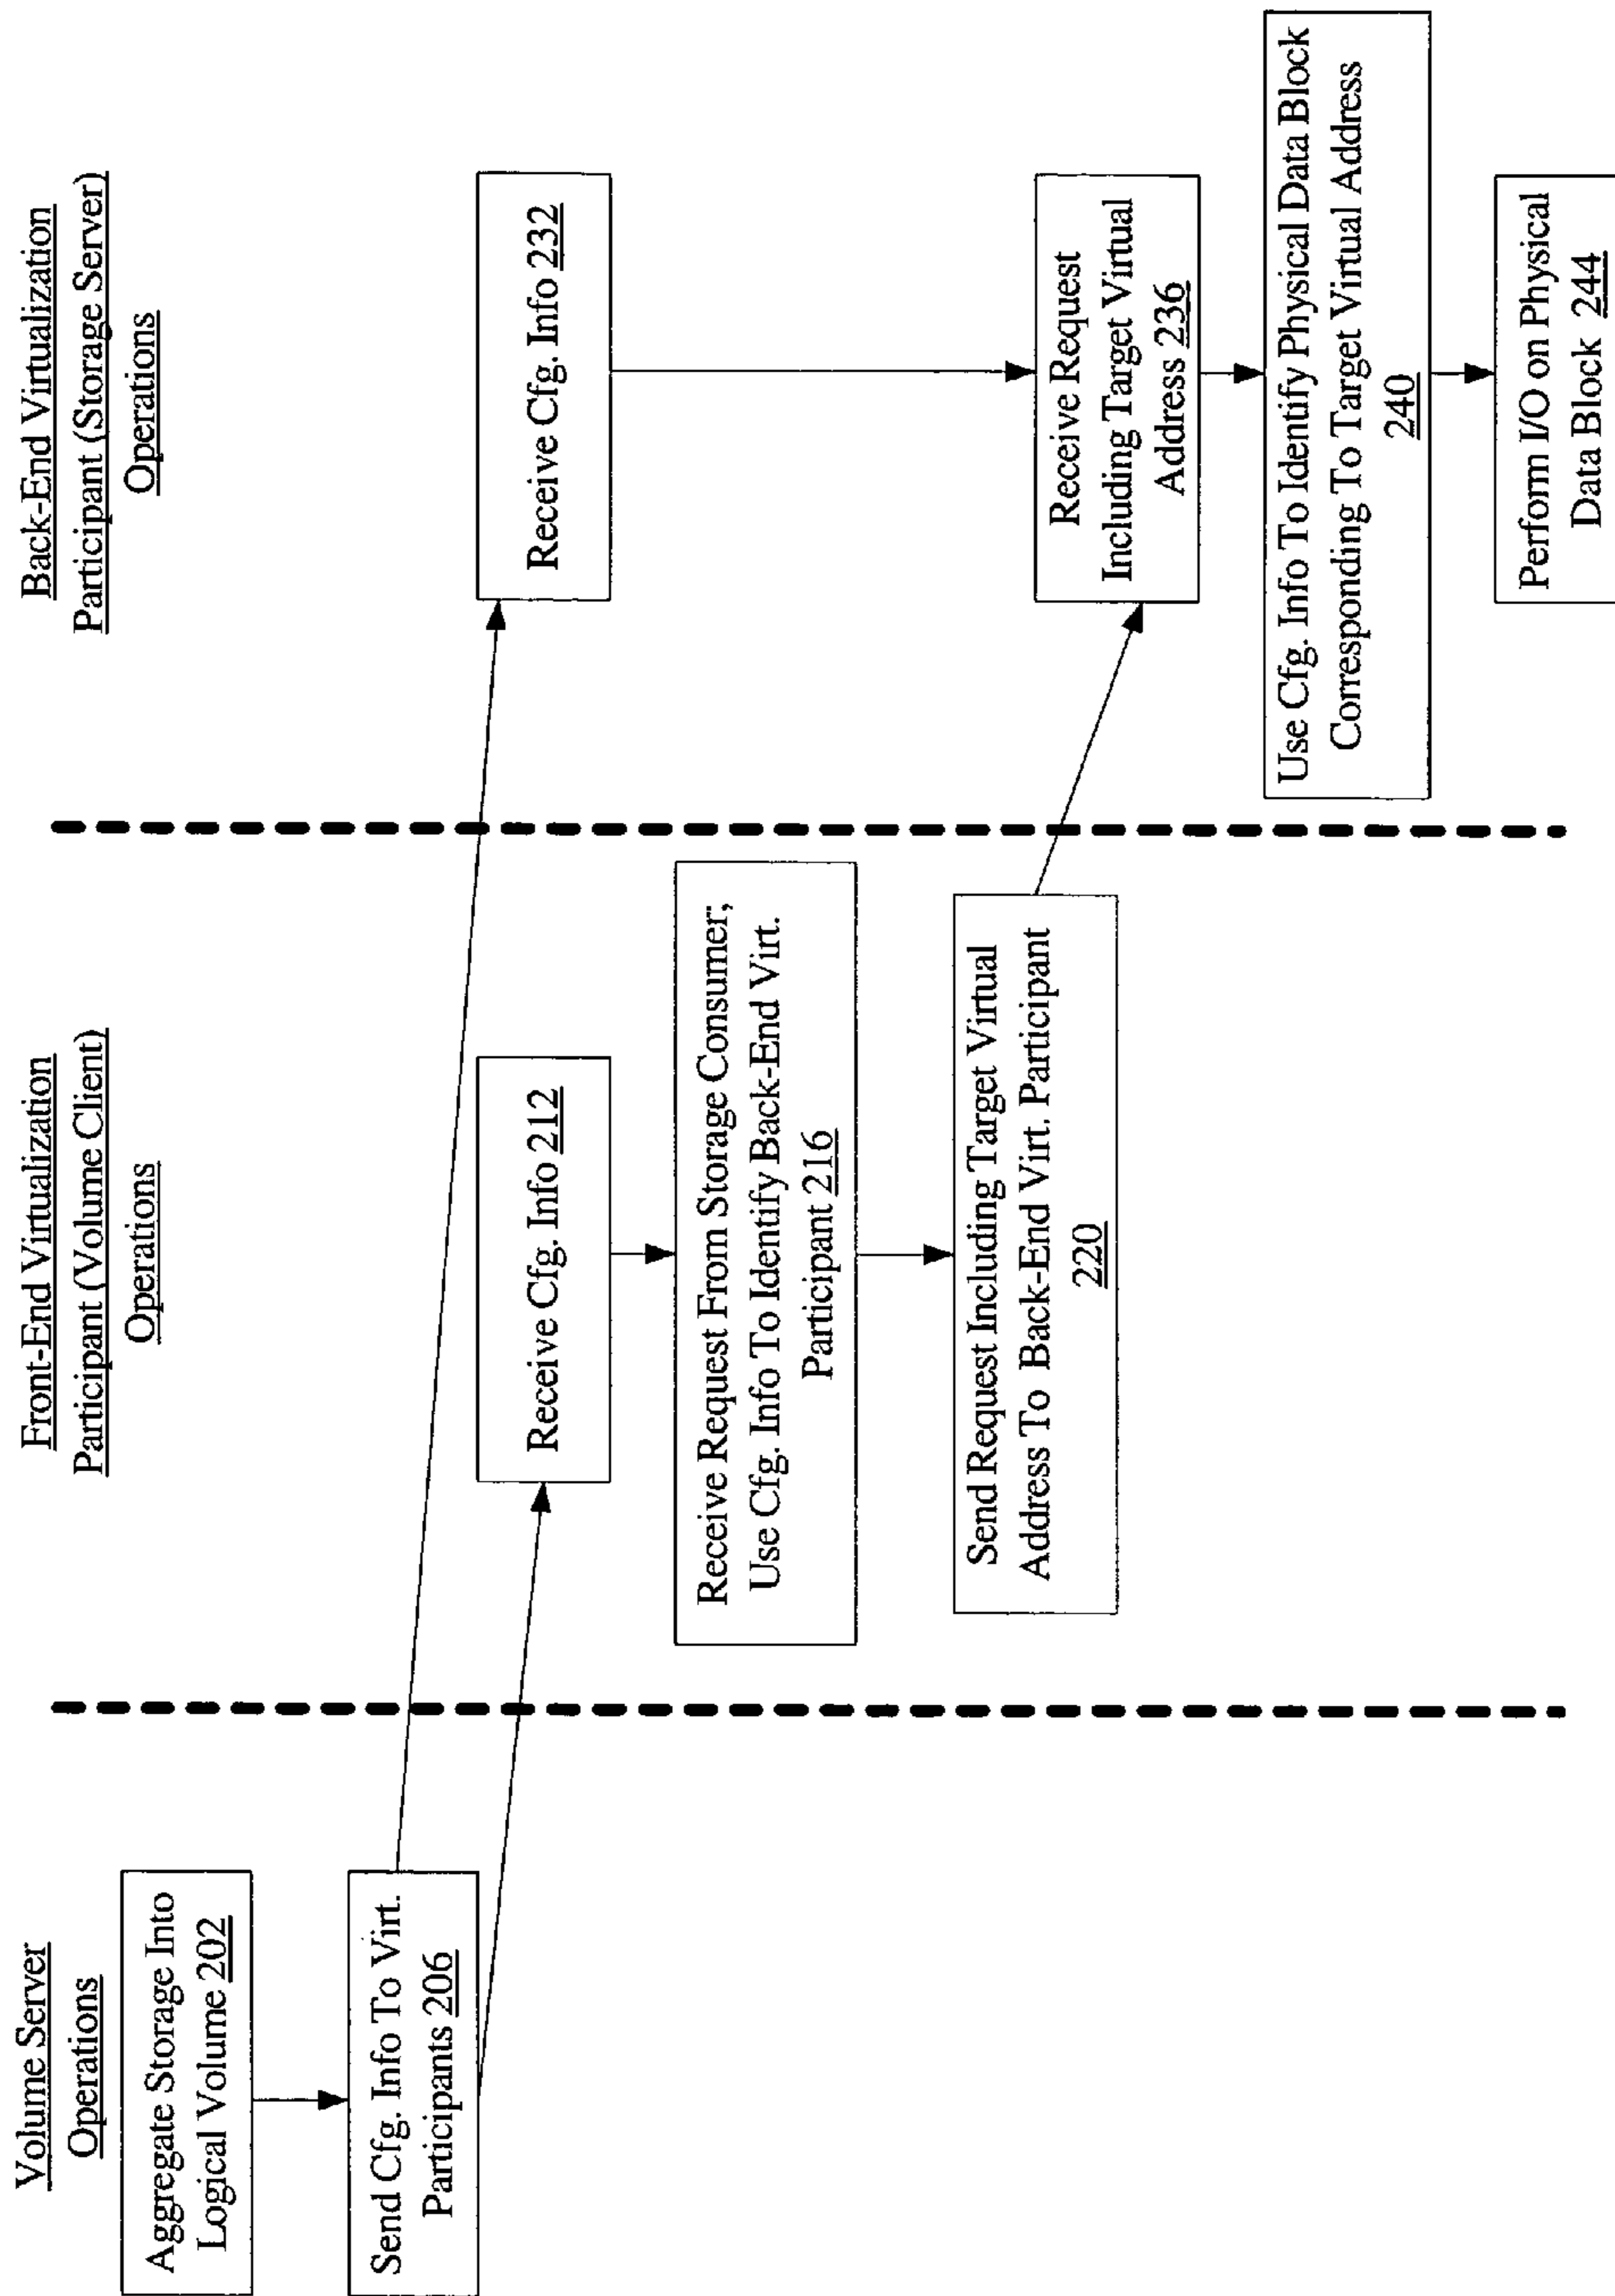 Volume Server
Operations
Aggregate Storage Into
Logical Volume 202
Send Cfg. Info To Virt.
Participants 206
Front-End Virtualization
Participant (Volume Client)
Operations
Receive Cfg. Info 212
Receive Request From Storage Consumer;
Use Cfg. Info To Identify Back-End Virt.
Participant 216
Send Request Including Target Virtual
Address To Back-End Virt. Participant
220
Back-End Virtualization
Participant (Storage Server)
Operations
Receive Cfg. Info 232
Receive Request
Including Target Virtual
Address 236
Use Cfg. Info To Identify Physical Data Block
Corresponding To Target Virtual Address
240
Perform I/O on Physical
Data Block 244